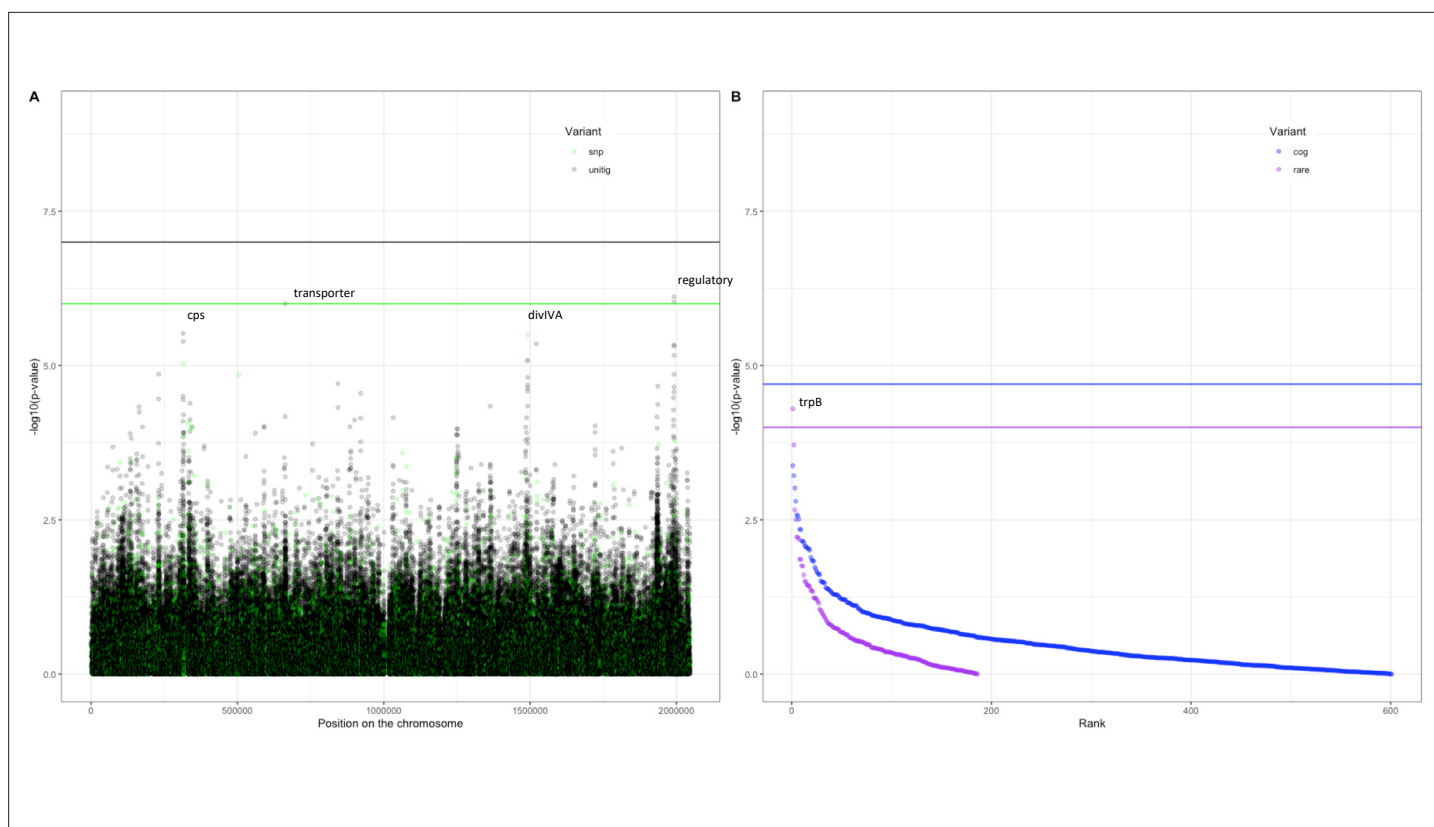 A
Variant
snp
unitig
7.5
regulatory
transporter
cps
divIVA
5.0
-log10(p-value)
2.5
0.0
0
500000
1000000
1500000
2000000
Position on the chromosome
B
Variant
cog
rare
7.5
5.0
trpB
-log10(p-value)
2.5
0.0
0
200
400
600
Rank